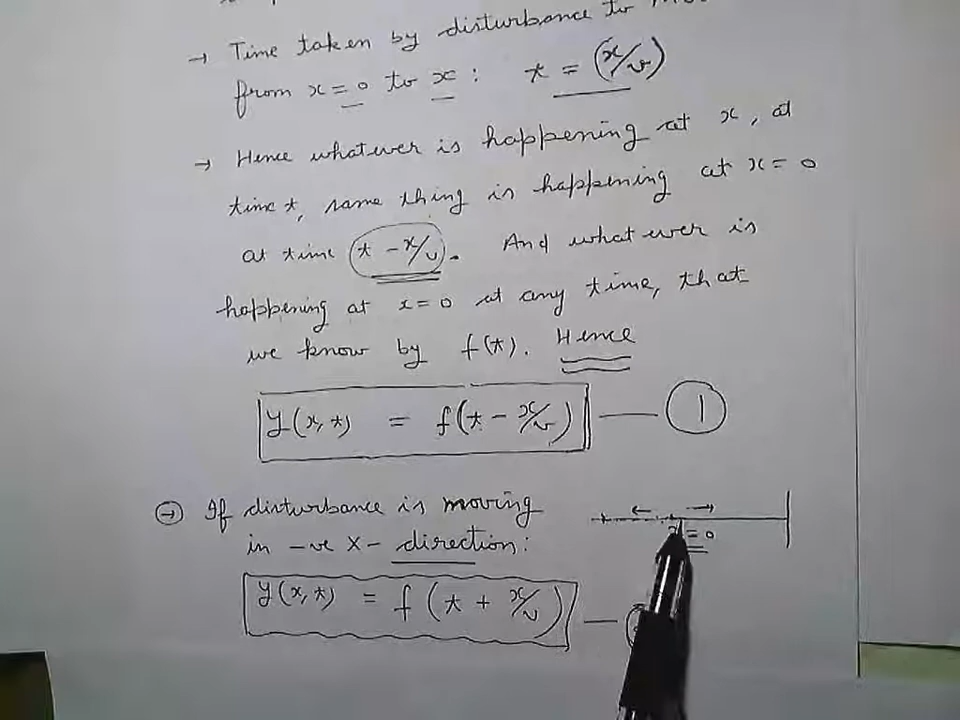 → Time taken by disturbance to
from x = 0 to x : t = (x/v)
→ Hence whatever is happening at x, at
time t, same thing is happening at x = 0
at time (t - x/v). And whatever is
happening at x = 0 at any time, that
we know by f(t). Hence
y(x, t) = f(t - x/v) — 1
→ If disturbance is moving
in -ve X- direction:
x = 0
y(x, t) = f(t + x/v) —